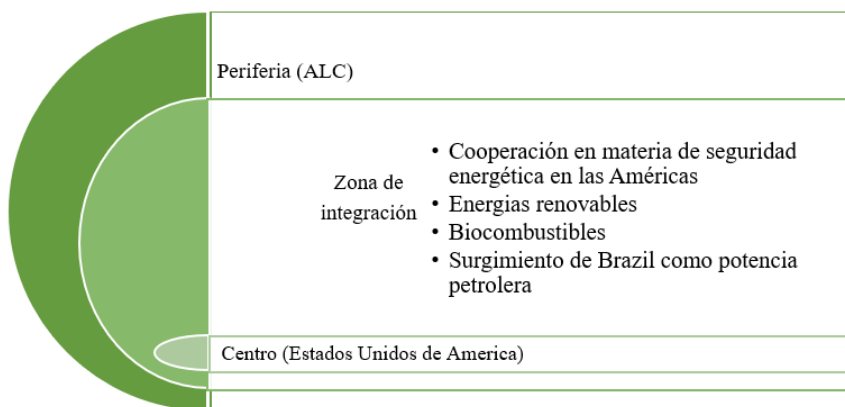 Periferia (ALC)
Zona de
integración
• Cooperación en materia de seguridad
energética en las Américas
• Energias renovables
• Biocombustibles
• Surgimiento de Brazil como potencia
petrolera
Centro (Estados Unidos de America)